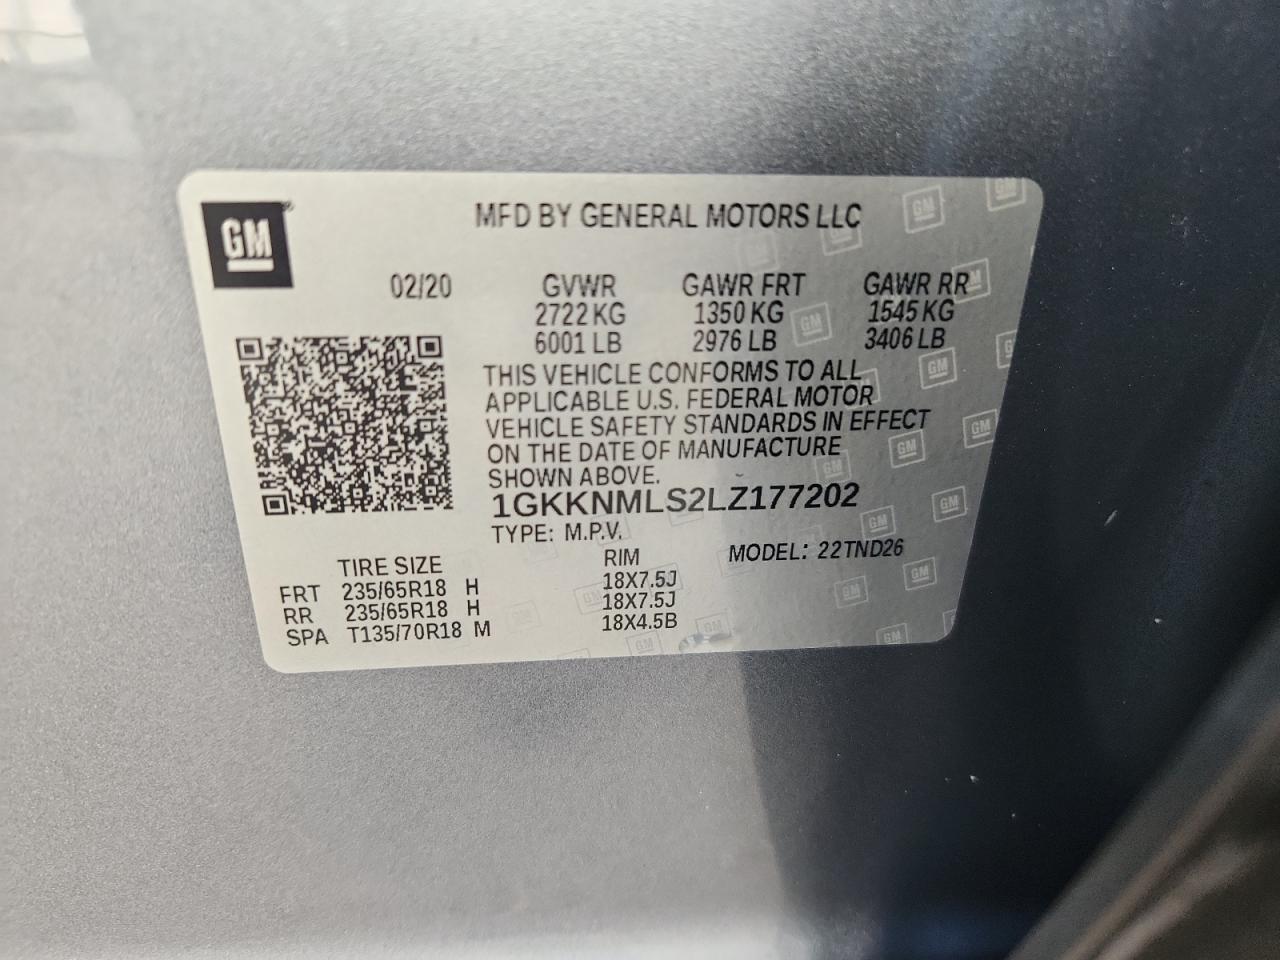 GM
MFD BY GENERAL MOTORS LLC
02/20 GVWR GAWR FRT GAWR RR
2722 KG 1350 KG 1545 KG
6001 LB 2976 LB 3406 LB
THIS VEHICLE CONFORMS TO ALL
APPLICABLE U.S. FEDERAL MOTOR
VEHICLE SAFETY STANDARDS IN EFFECT
ON THE DATE OF MANUFACTURE
SHOWN ABOVE.
1GKKNMLS2LZ177202
TYPE: M.P.V. MODEL: 22TND26
TIRE SIZE RIM
FRT 235/65R18 H 18X7.5J
RR 235/65R18 H 18X7.5J
SPA T135/70R18 M 18X4.5B